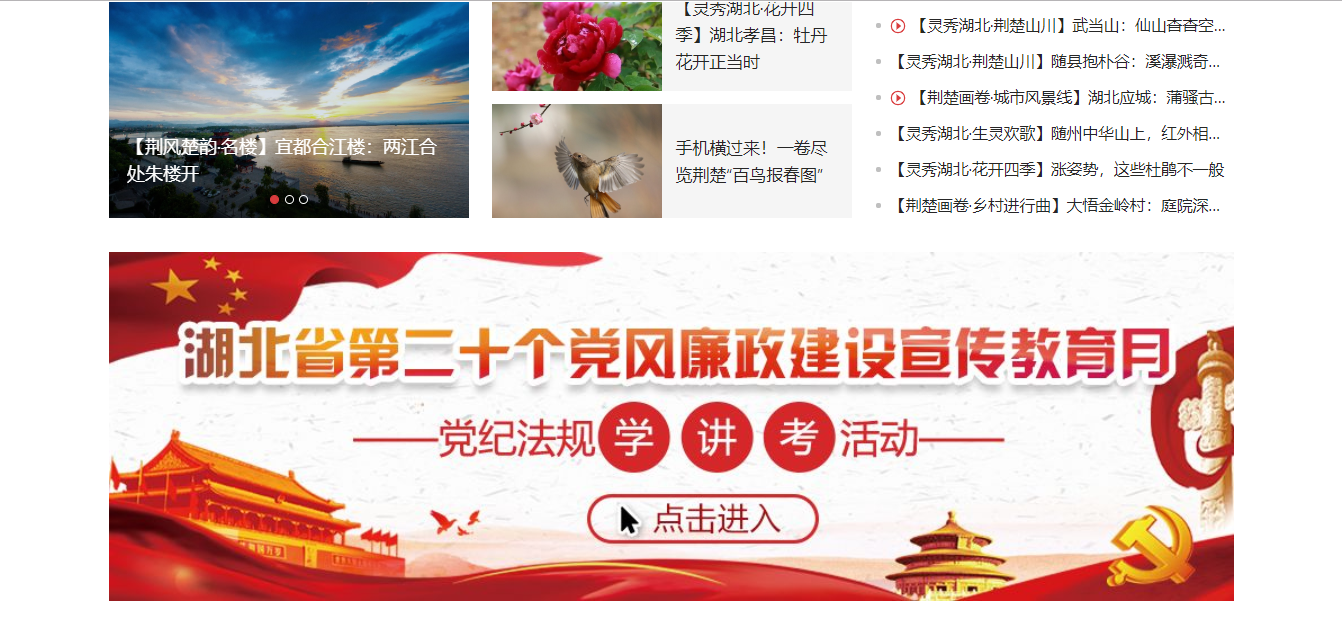 【荆风楚韵·名楼】宜都合江楼：两江合
处朱楼开
【灵秀湖北·花开四
季】湖北孝昌：牡丹
花开正当时
手机横过来！一卷尽
览荆楚“百鸟报春图”
【灵秀湖北·荆楚山川】武当山：仙山杳杳空...
【灵秀湖北·荆楚山川】随县抱朴谷：溪瀑溅奇...
【荆楚画卷·城市风景线】湖北应城：蒲骚古...
【灵秀湖北·生灵欢歌】随州中华山上，红外相...
【灵秀湖北·花开四季】涨姿势，这些杜鹃不一般
【荆楚画卷·乡村进行曲】大悟金岭村：庭院深...
湖北省第二十个党风廉政建设宣传教育月
党纪法规学讲考活动
点击进入